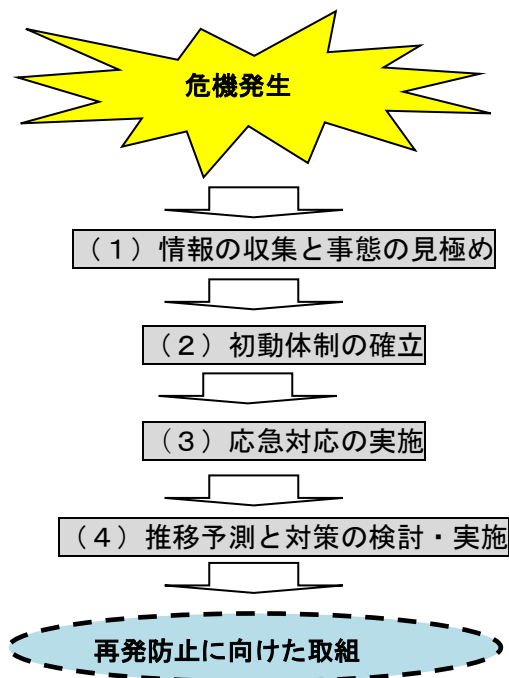 危機発生
（１）情報の収集と事態の見極め
（２）初動体制の確立
（３）応急対応の実施
（４）推移予測と対策の検討・実施
再発防止に向けた取組